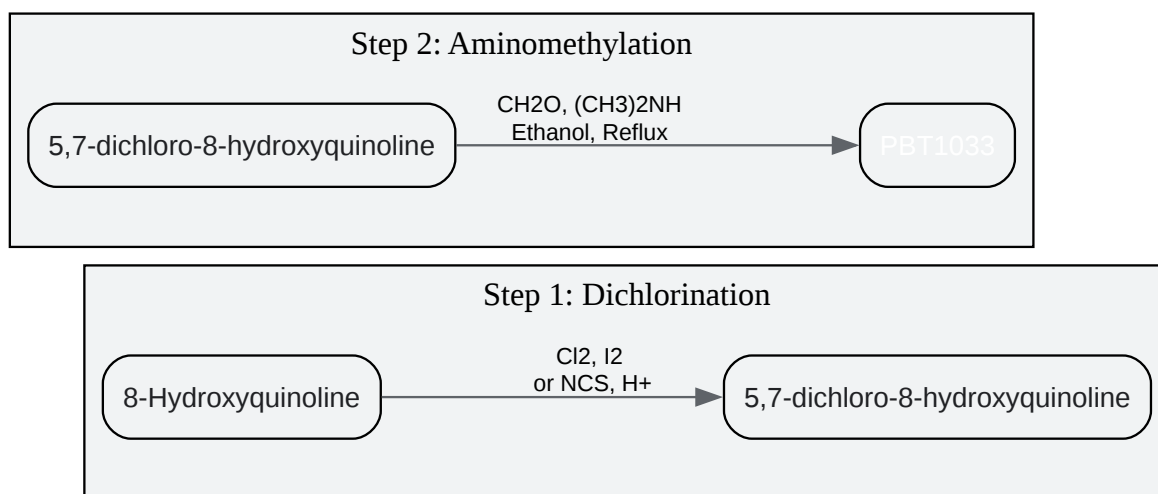 Step 2: Aminomethylation
CH2O, (CH3)2NH
Ethanol, Reflux
5,7-dichloro-8-hydroxyquinoline
PBT1033
Step 1: Dichlorination
Cl2, I2
or NCS, H+
8-Hydroxyquinoline
5,7-dichloro-8-hydroxyquinoline